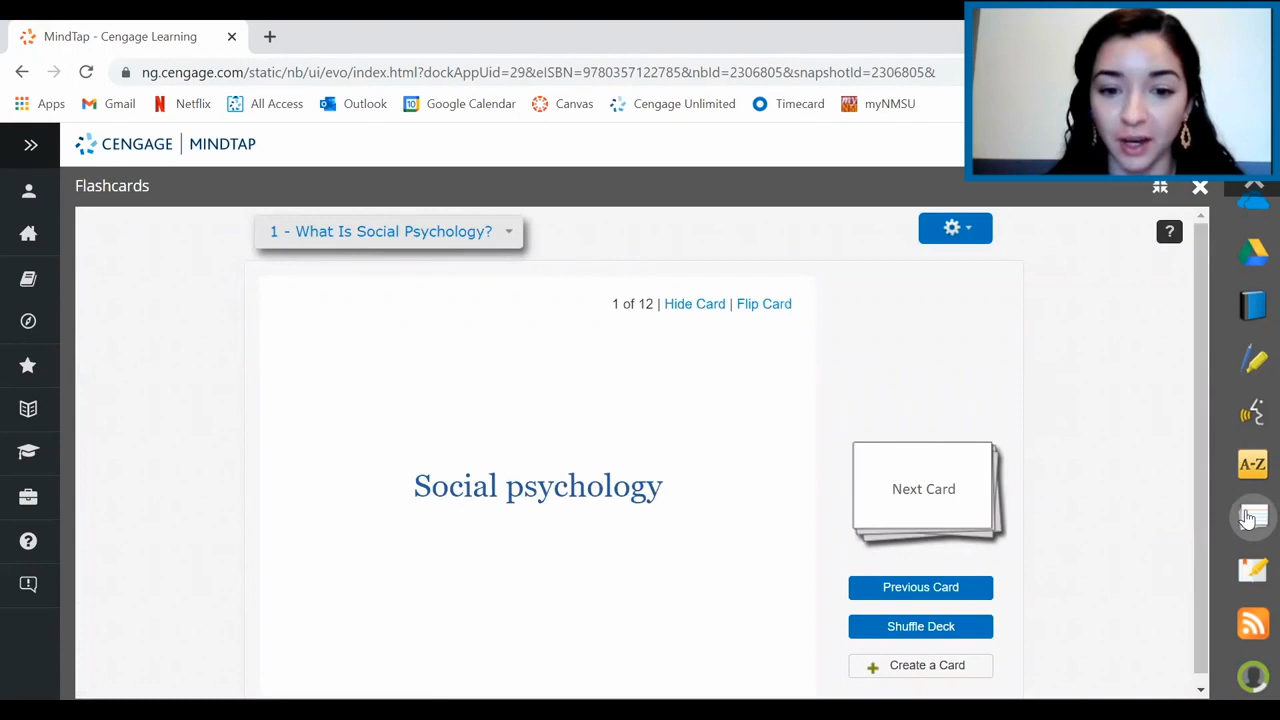 MindTap - Cengage Learning
ng.cengage.com/static/nb/ui/evo/index.html?dockAppUid=29&eISBN=9780357122785&nbId=2306805&snapshotId=2306805&
Apps Gmail Netflix All Access Outlook 10 Google Calendar Canvas Cengage Unlimited Timecard myNMSU
CENGAGE | MINDTAP
Flashcards
1 - What Is Social Psychology?
?
1 of 12 | Hide Card | Flip Card
Social psychology
Next Card
Previous Card
Shuffle Deck
Create a Card
A-Z